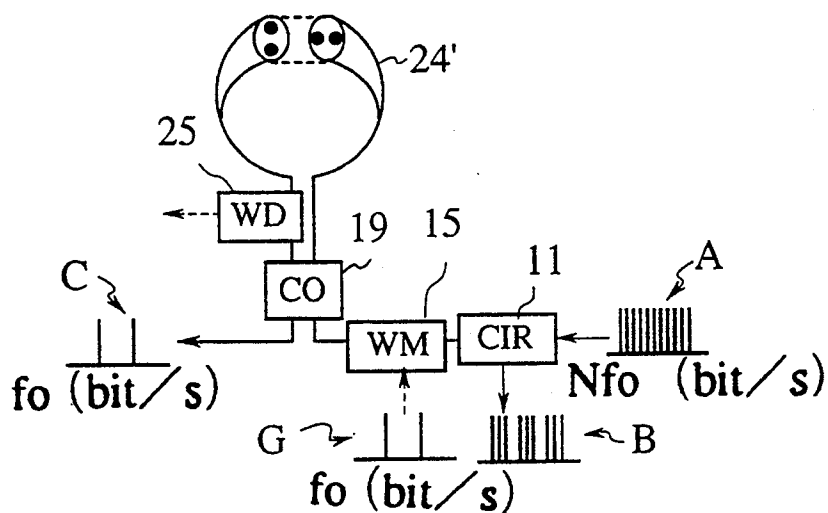 24'
25
WD
19
15
11
A
C
CO
WM
CIR
fo (bit/s)
Nfo (bit/s)
G
B
fo (bit/s)